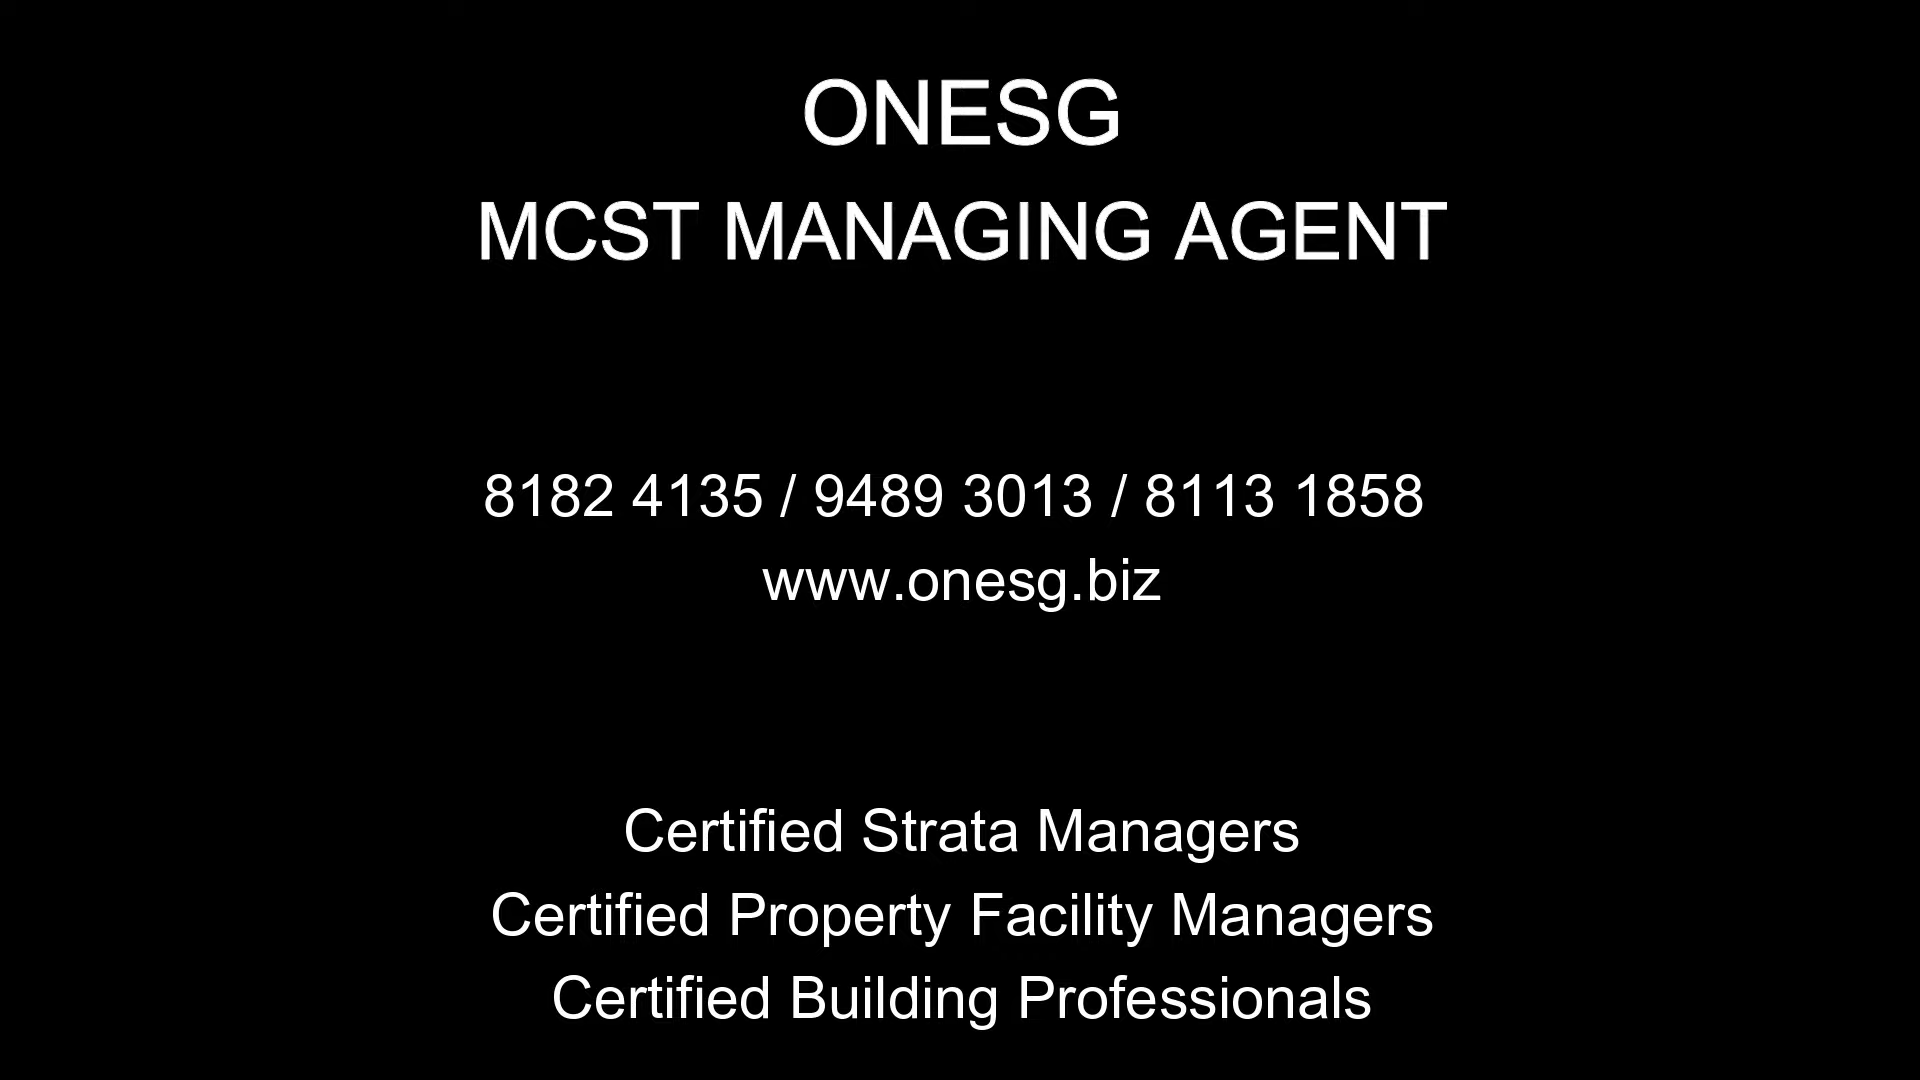 ONESG
MCST MANAGING AGENT
8182 4135 / 9489 3013 / 8113 1858
www.onesg.biz
Certified Strata Managers
Certified Property Facility Managers
Certified Building Professionals